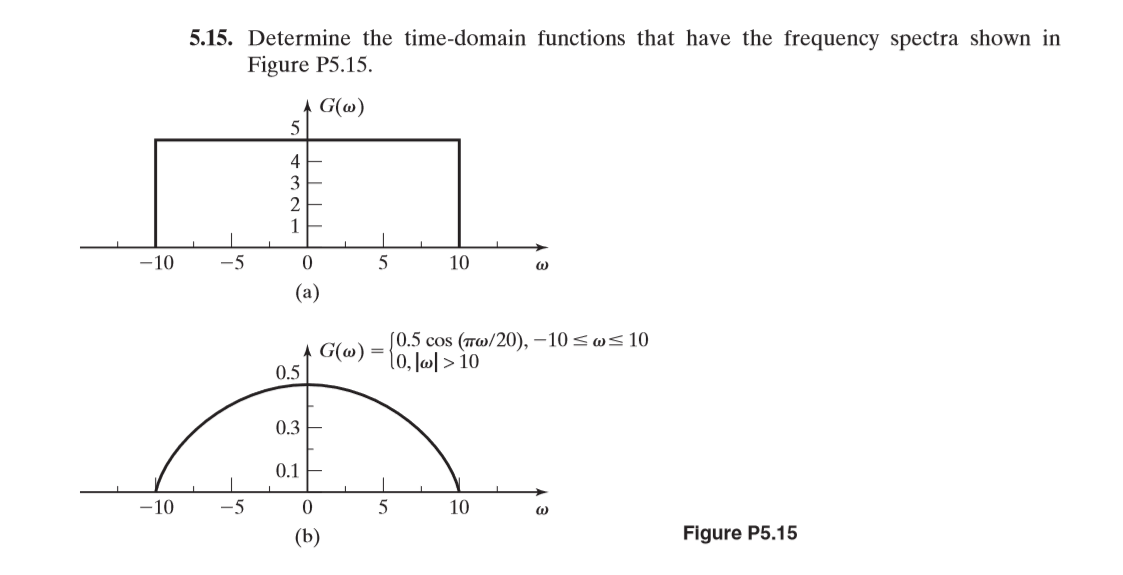 5.15. Determine the time-domain functions that have the frequency spectra shown in
Figure P5.15.
G(ω)
5
4
3
2
1
−10 −5 0 5 10 ω
(a)
G(ω) = {0.5 cos (πω/20), −10 ≤ ω ≤ 10
0, |ω| > 10
0.5
0.3
0.1
−10 −5 0 5 10 ω
(b)
Figure P5.15